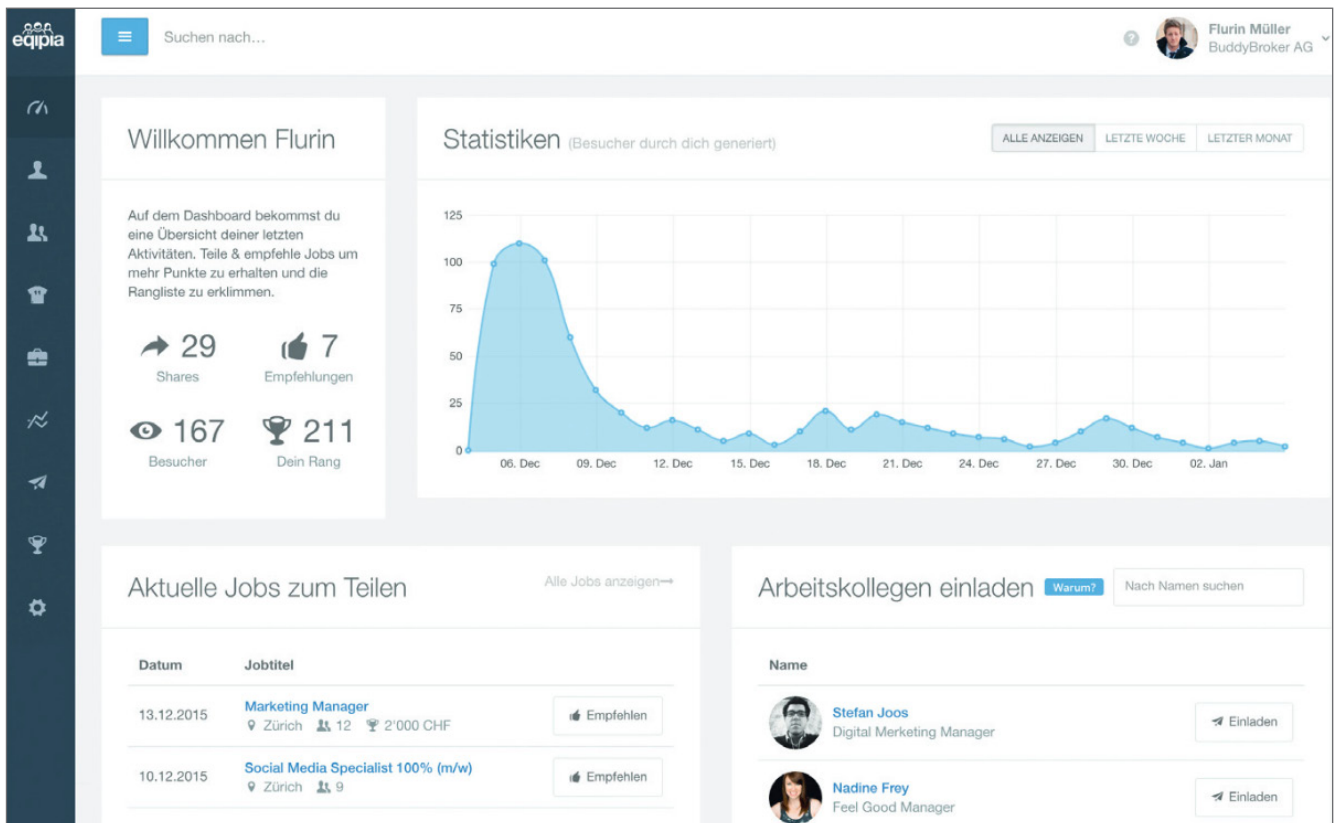 eqipia
Suchen nach...
Flurin Müller
BuddyBroker AG
Willkommen Flurin
Auf dem Dashboard bekommst du
eine Übersicht deiner letzten
Aktivitäten. Teile & empfehle Jobs um
mehr Punkte zu erhalten und die
Rangliste zu erklimmen.
29
Shares
7
Empfehlungen
167
Besucher
211
Dein Rang
Statistiken (Besucher durch dich generiert)
ALLE ANZEIGEN LETZTE WOCHE LETZTER MONAT
125
100
75
50
25
0
06. Dec 09. Dec 12. Dec 15. Dec 18. Dec 21. Dec 24. Dec 27. Dec 30. Dec 02. Jan
Aktuelle Jobs zum Teilen
Alle Jobs anzeigen→
Datum Jobtitel
13.12.2015
Marketing Manager
Zürich 12 2'000 CHF
Empfehlen
10.12.2015
Social Media Specialist 100% (m/w)
Zürich 9
Empfehlen
Arbeitskollegen einladen Warum? Nach Namen suchen
Name
Stefan Joos
Digital Merketing Manager
Einladen
Nadine Frey
Feel Good Manager
Einladen